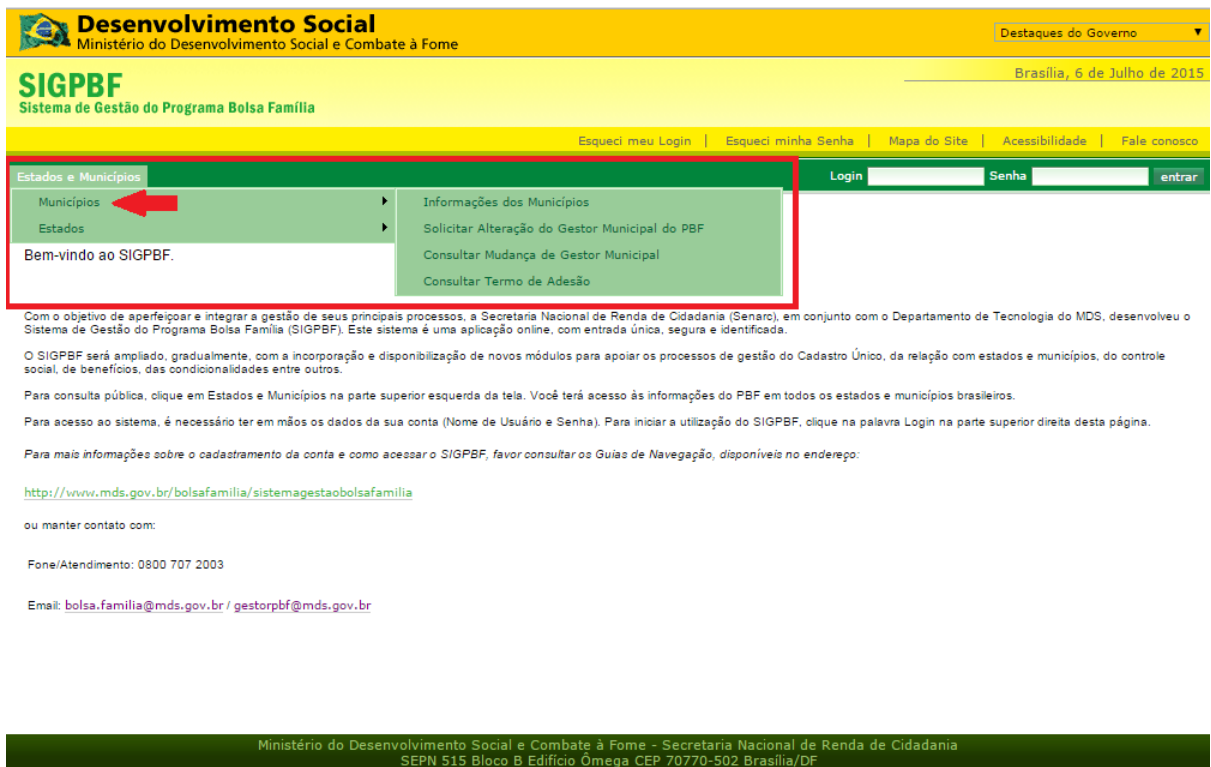 Desenvolvimento Social
Ministério do Desenvolvimento Social e Combate à Fome
Destaques do Governo
SIGPBF
Sistema de Gestão do Programa Bolsa Família
Brasília, 6 de Julho de 2015
Esqueci meu Login | Esqueci minha Senha | Mapa do Site | Acessibilidade | Fale conosco
Estados e Municípios
Login
Senha
entrar
Municípios
Estados
Informações dos Municípios
Solicitar Alteração do Gestor Municipal do PBF
Consultar Mudança de Gestor Municipal
Consultar Termo de Adesão
Bem-vindo ao SIGPBF.
Com o objetivo de aperfeiçoar e integrar a gestão de seus principais processos, a Secretaria Nacional de Renda de Cidadania (Senarc), em conjunto com o Departamento de Tecnologia do MDS, desenvolveu o
Sistema de Gestão do Programa Bolsa Família (SIGPBF). Este sistema é uma aplicação online, com entrada única, segura e identificada.
O SIGPBF será ampliado, gradualmente, com a incorporação e disponibilização de novos módulos para apoiar os processos de gestão do Cadastro Único, da relação com estados e municípios, do controle
social, de benefícios, das condicionalidades entre outros.
Para consulta pública, clique em Estados e Municípios na parte superior esquerda da tela. Você terá acesso às informações do PBF em todos os estados e municípios brasileiros.
Para acesso ao sistema, é necessário ter em mãos os dados da sua conta (Nome de Usuário e Senha). Para iniciar a utilização do SIGPBF, clique na palavra Login na parte superior direita desta página.
Para mais informações sobre o cadastramento da conta e como acessar o SIGPBF, favor consultar os Guias de Navegação, disponíveis no endereço:
http://www.mds.gov.br/bolsafamilia/sistemagestaobolsafamilia
ou manter contato com:
Fone/Atendimento: 0800 707 2003
Email: bolsa.familia@mds.gov.br / gestorpbf@mds.gov.br
Ministério do Desenvolvimento Social e Combate à Fome - Secretaria Nacional de Renda de Cidadania
SEPN 515 Bloco B Edifício Ômega CEP 70770-502 Brasília/DF